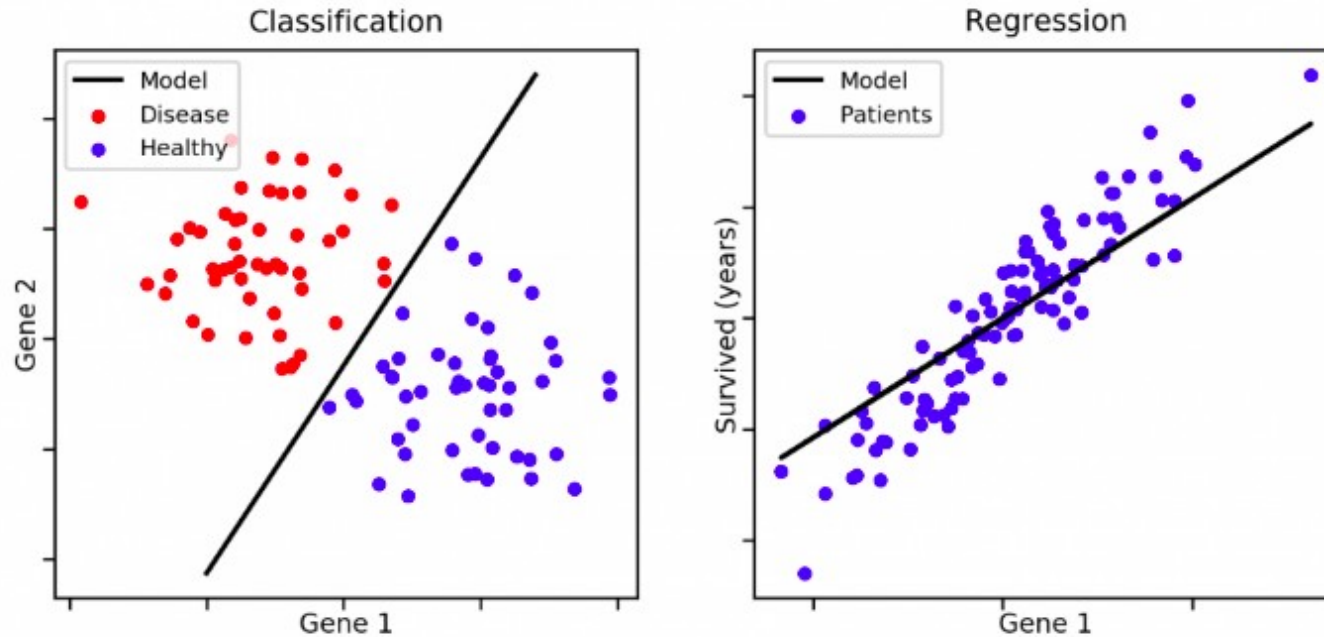 Classification
Model
Disease
Healthy
Gene 2
Gene 1
Regression
Model
Patients
Survived (years)
Gene 1